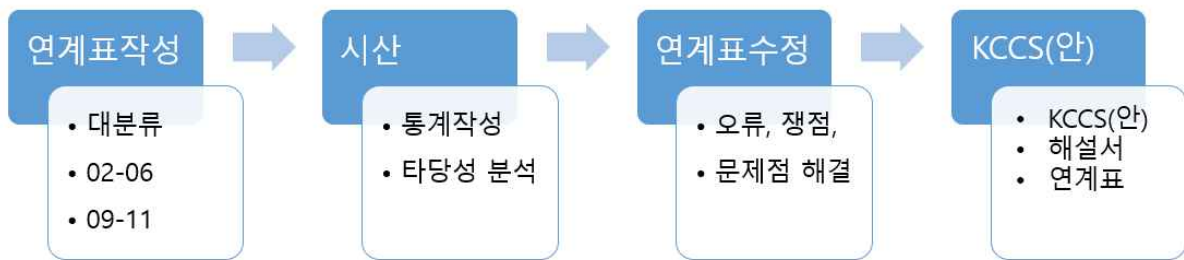 연계표작성
• 대분류
• 02-06
• 09-11
시산
• 통계작성
• 타당성 분석
연계표수정
• 오류, 쟁점,
• 문제점 해결
KCCS(안)
• KCCS(안)
• 해설서
• 연계표